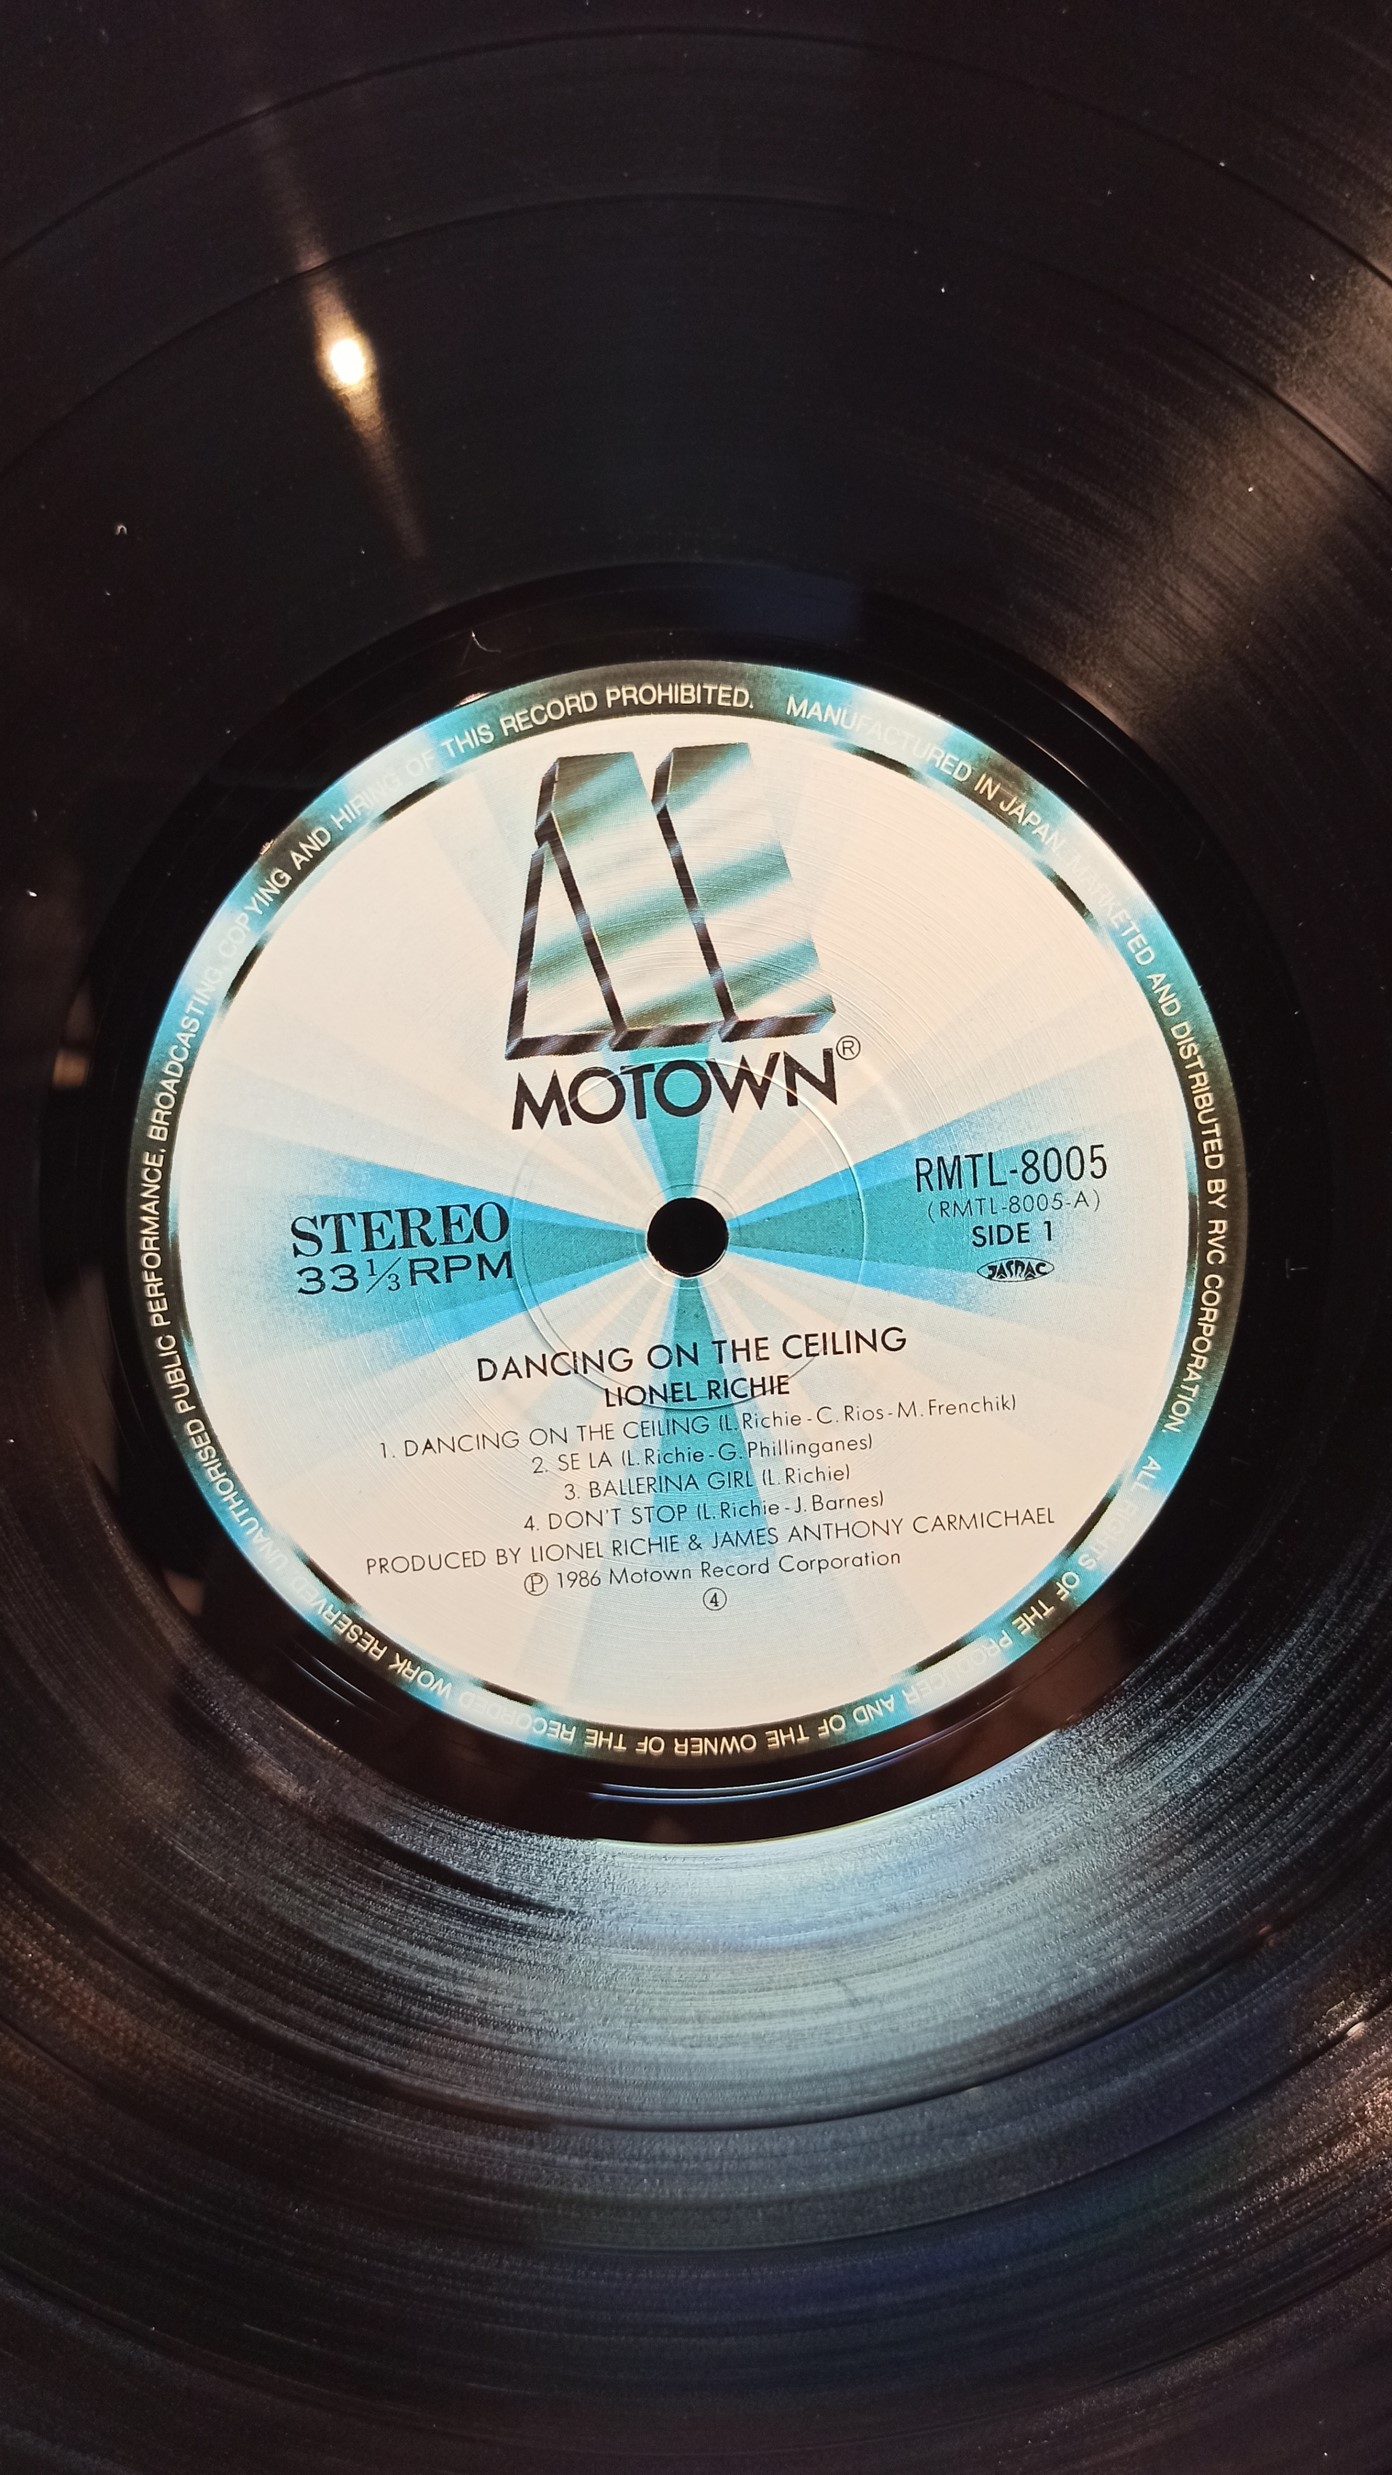 MANUFACTURED IN JAPAN. MARKETED AND DISTRIBUTED BY RVC CORPORATION. ALL RIGHTS OF THE PRODUCER AND OF THE OWNER OF THE RECORDED WORK RESERVED. UNAUTHORISED PUBLIC PERFORMANCE, BROADCASTING, COPYING AND HIRING OF THIS RECORD PROHIBITED.
MOTOWN®
STEREO
33 1/3 RPM
RMTL-8005
(RMTL-8005-A)
SIDE 1
JASRAC
DANCING ON THE CEILING
LIONEL RICHIE
1. DANCING ON THE CEILING (L. Richie - C. Rios - M. Frenchik)
2. SE LA (L. Richie - G. Phillinganes)
3. BALLERINA GIRL (L. Richie)
4. DON'T STOP (L. Richie - J. Barnes)
PRODUCED BY LIONEL RICHIE & JAMES ANTHONY CARMICHAEL
Ⓟ 1986 Motown Record Corporation
④